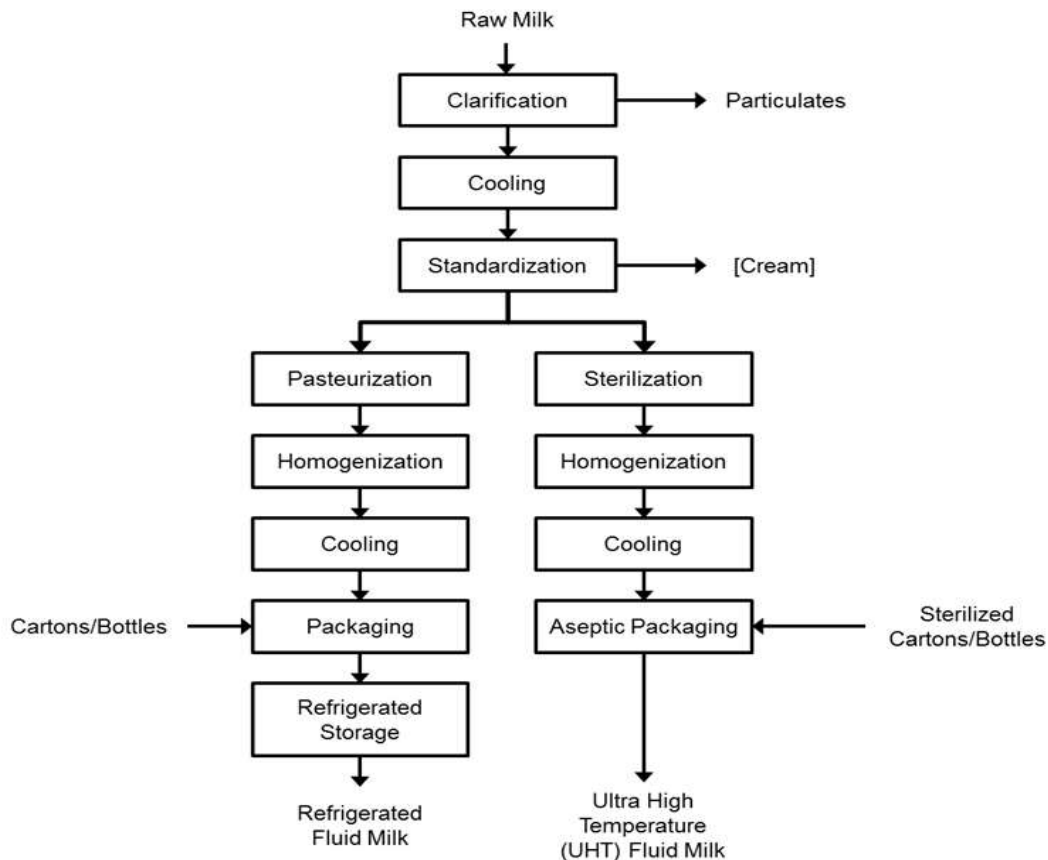 Raw Milk
Clarification
Particulates
Cooling
Standardization
[Cream]
Pasteurization
Sterilization
Homogenization
Homogenization
Cooling
Cooling
Cartons/Bottles
Packaging
Aseptic Packaging
Sterilized
Cartons/Bottles
Refrigerated
Storage
Refrigerated
Fluid Milk
Ultra High
Temperature
(UHT) Fluid Milk